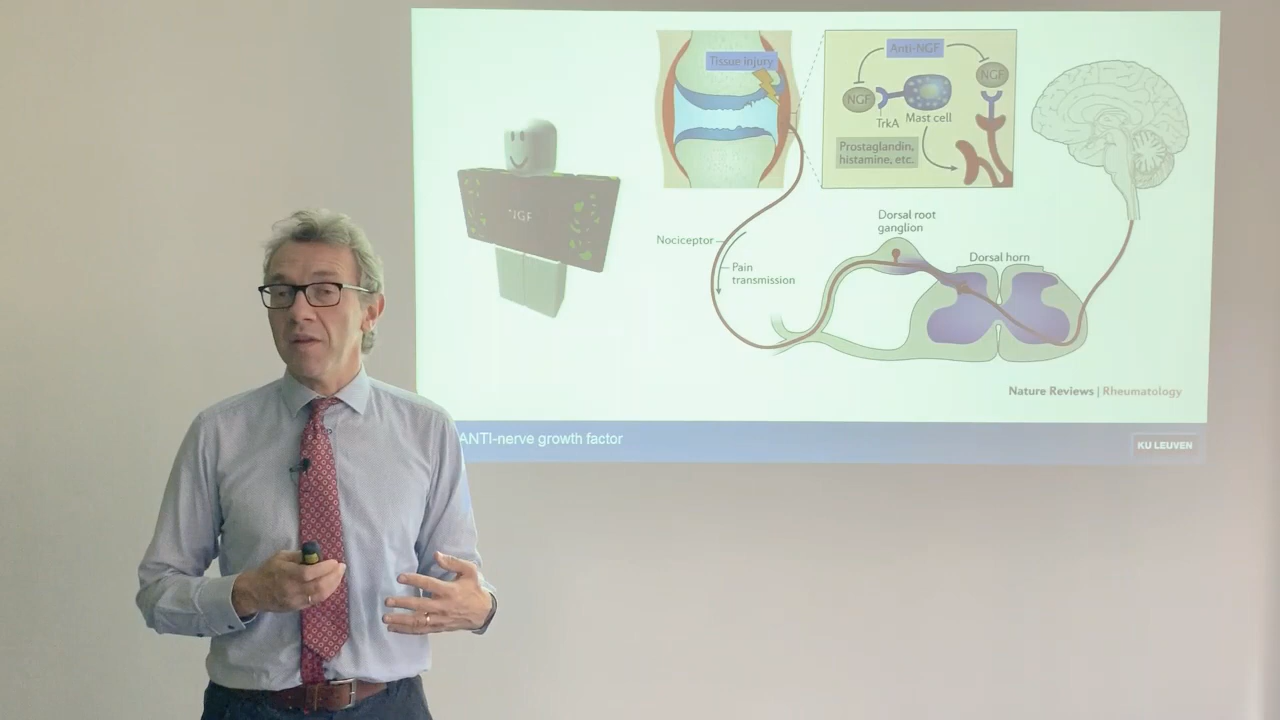 NGF
Tissue injury
Anti-NGF
NGF
NGF
TrkA
Mast cell
Prostaglandin,
histamine, etc.
Nociceptor
Pain
transmission
Dorsal root
ganglion
Dorsal horn
Nature Reviews | Rheumatology
ANTI-nerve growth factor
KU LEUVEN